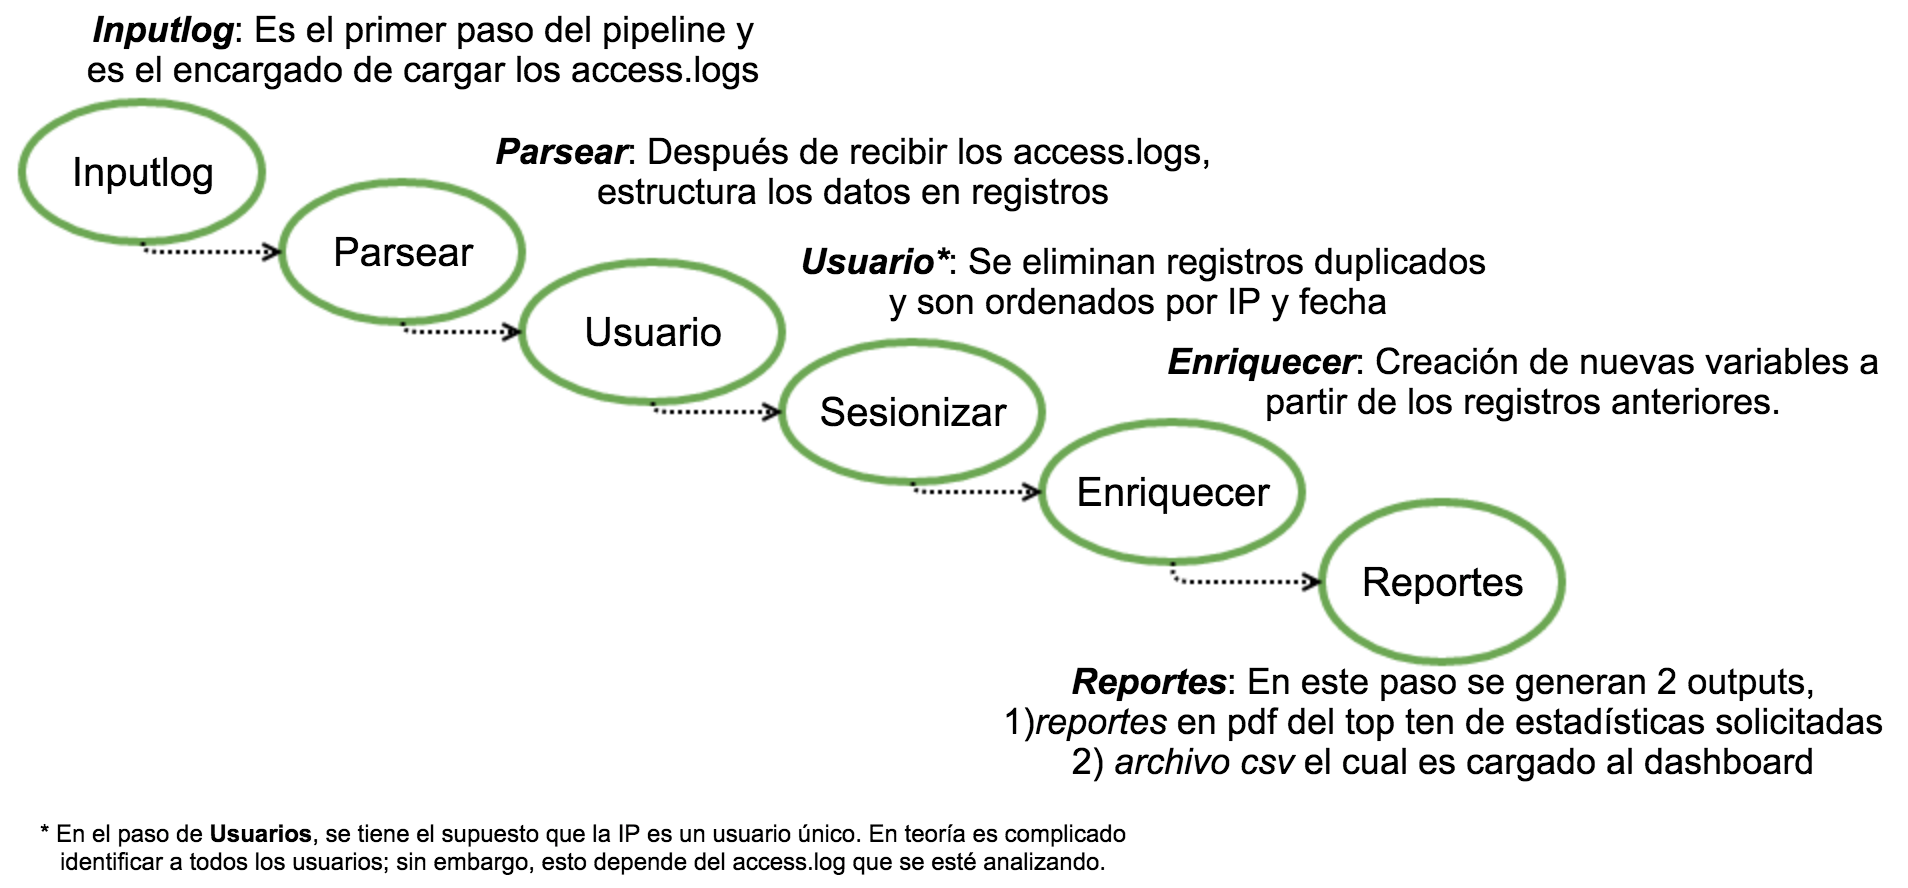 Inputlog: Es el primer paso del pipeline y
es el encargado de cargar los access.logs
Inputlog
Parsear: Después de recibir los access.logs,
estructura los datos en registros
Parsear
Usuario*: Se eliminan registros duplicados
y son ordenados por IP y fecha
Usuario
Sesionizar
Enriquecer: Creación de nuevas variables a
partir de los registros anteriores.
Enriquecer
Reportes
Reportes: En este paso se generan 2 outputs,
1)reportes en pdf del top ten de estadísticas solicitadas
2) archivo csv el cual es cargado al dashboard
* En el paso de Usuarios, se tiene el supuesto que la IP es un usuario único. En teoría es complicado
identificar a todos los usuarios; sin embargo, esto depende del access.log que se esté analizando.